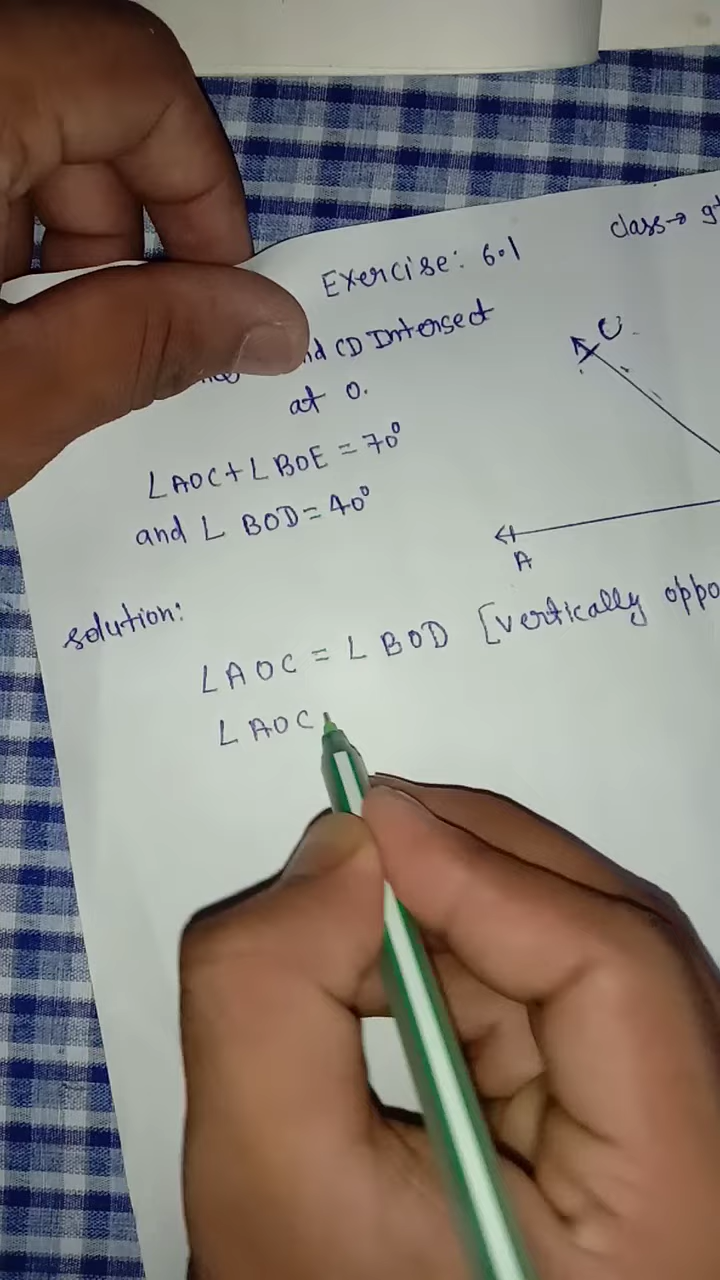 Exercise: 6.1
class→ 9
CD Intersect
at O.
∠AOC+∠BOE = 70°
and ∠ BOD = 40°
C
A
solution:
∠AOC = ∠BOD [vertically oppo
∠AOC